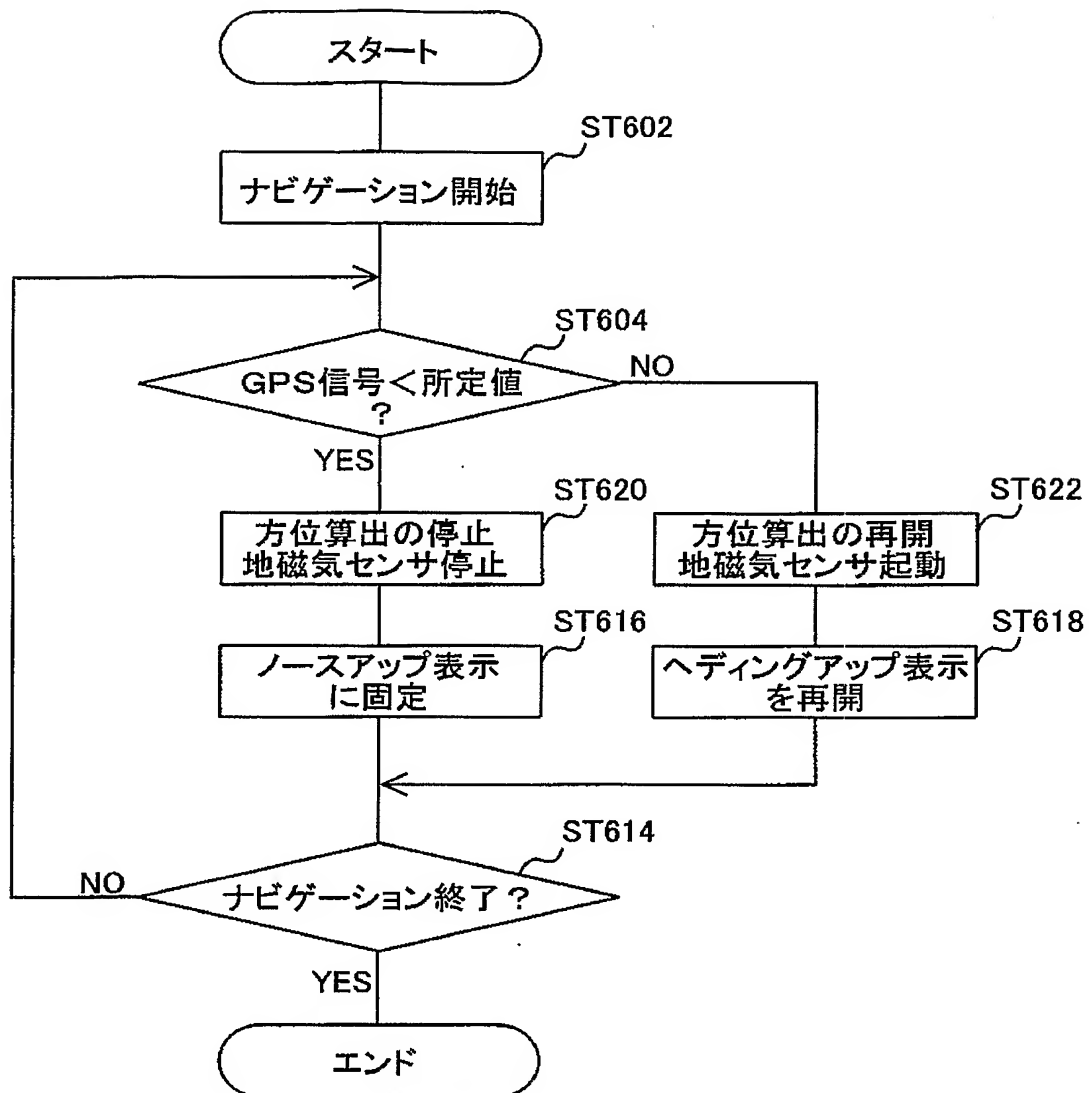 スタート
ST602
ナビゲーション開始
ST604
GPS信号<所定値
?
NO
YES
ST620
方位算出の停止
地磁気センサ停止
ST622
方位算出の再開
地磁気センサ起動
ST616
ノースアップ表示
に固定
ST618
ヘディングアップ表示
を再開
ST614
ナビゲーション終了?
NO
YES
エンド